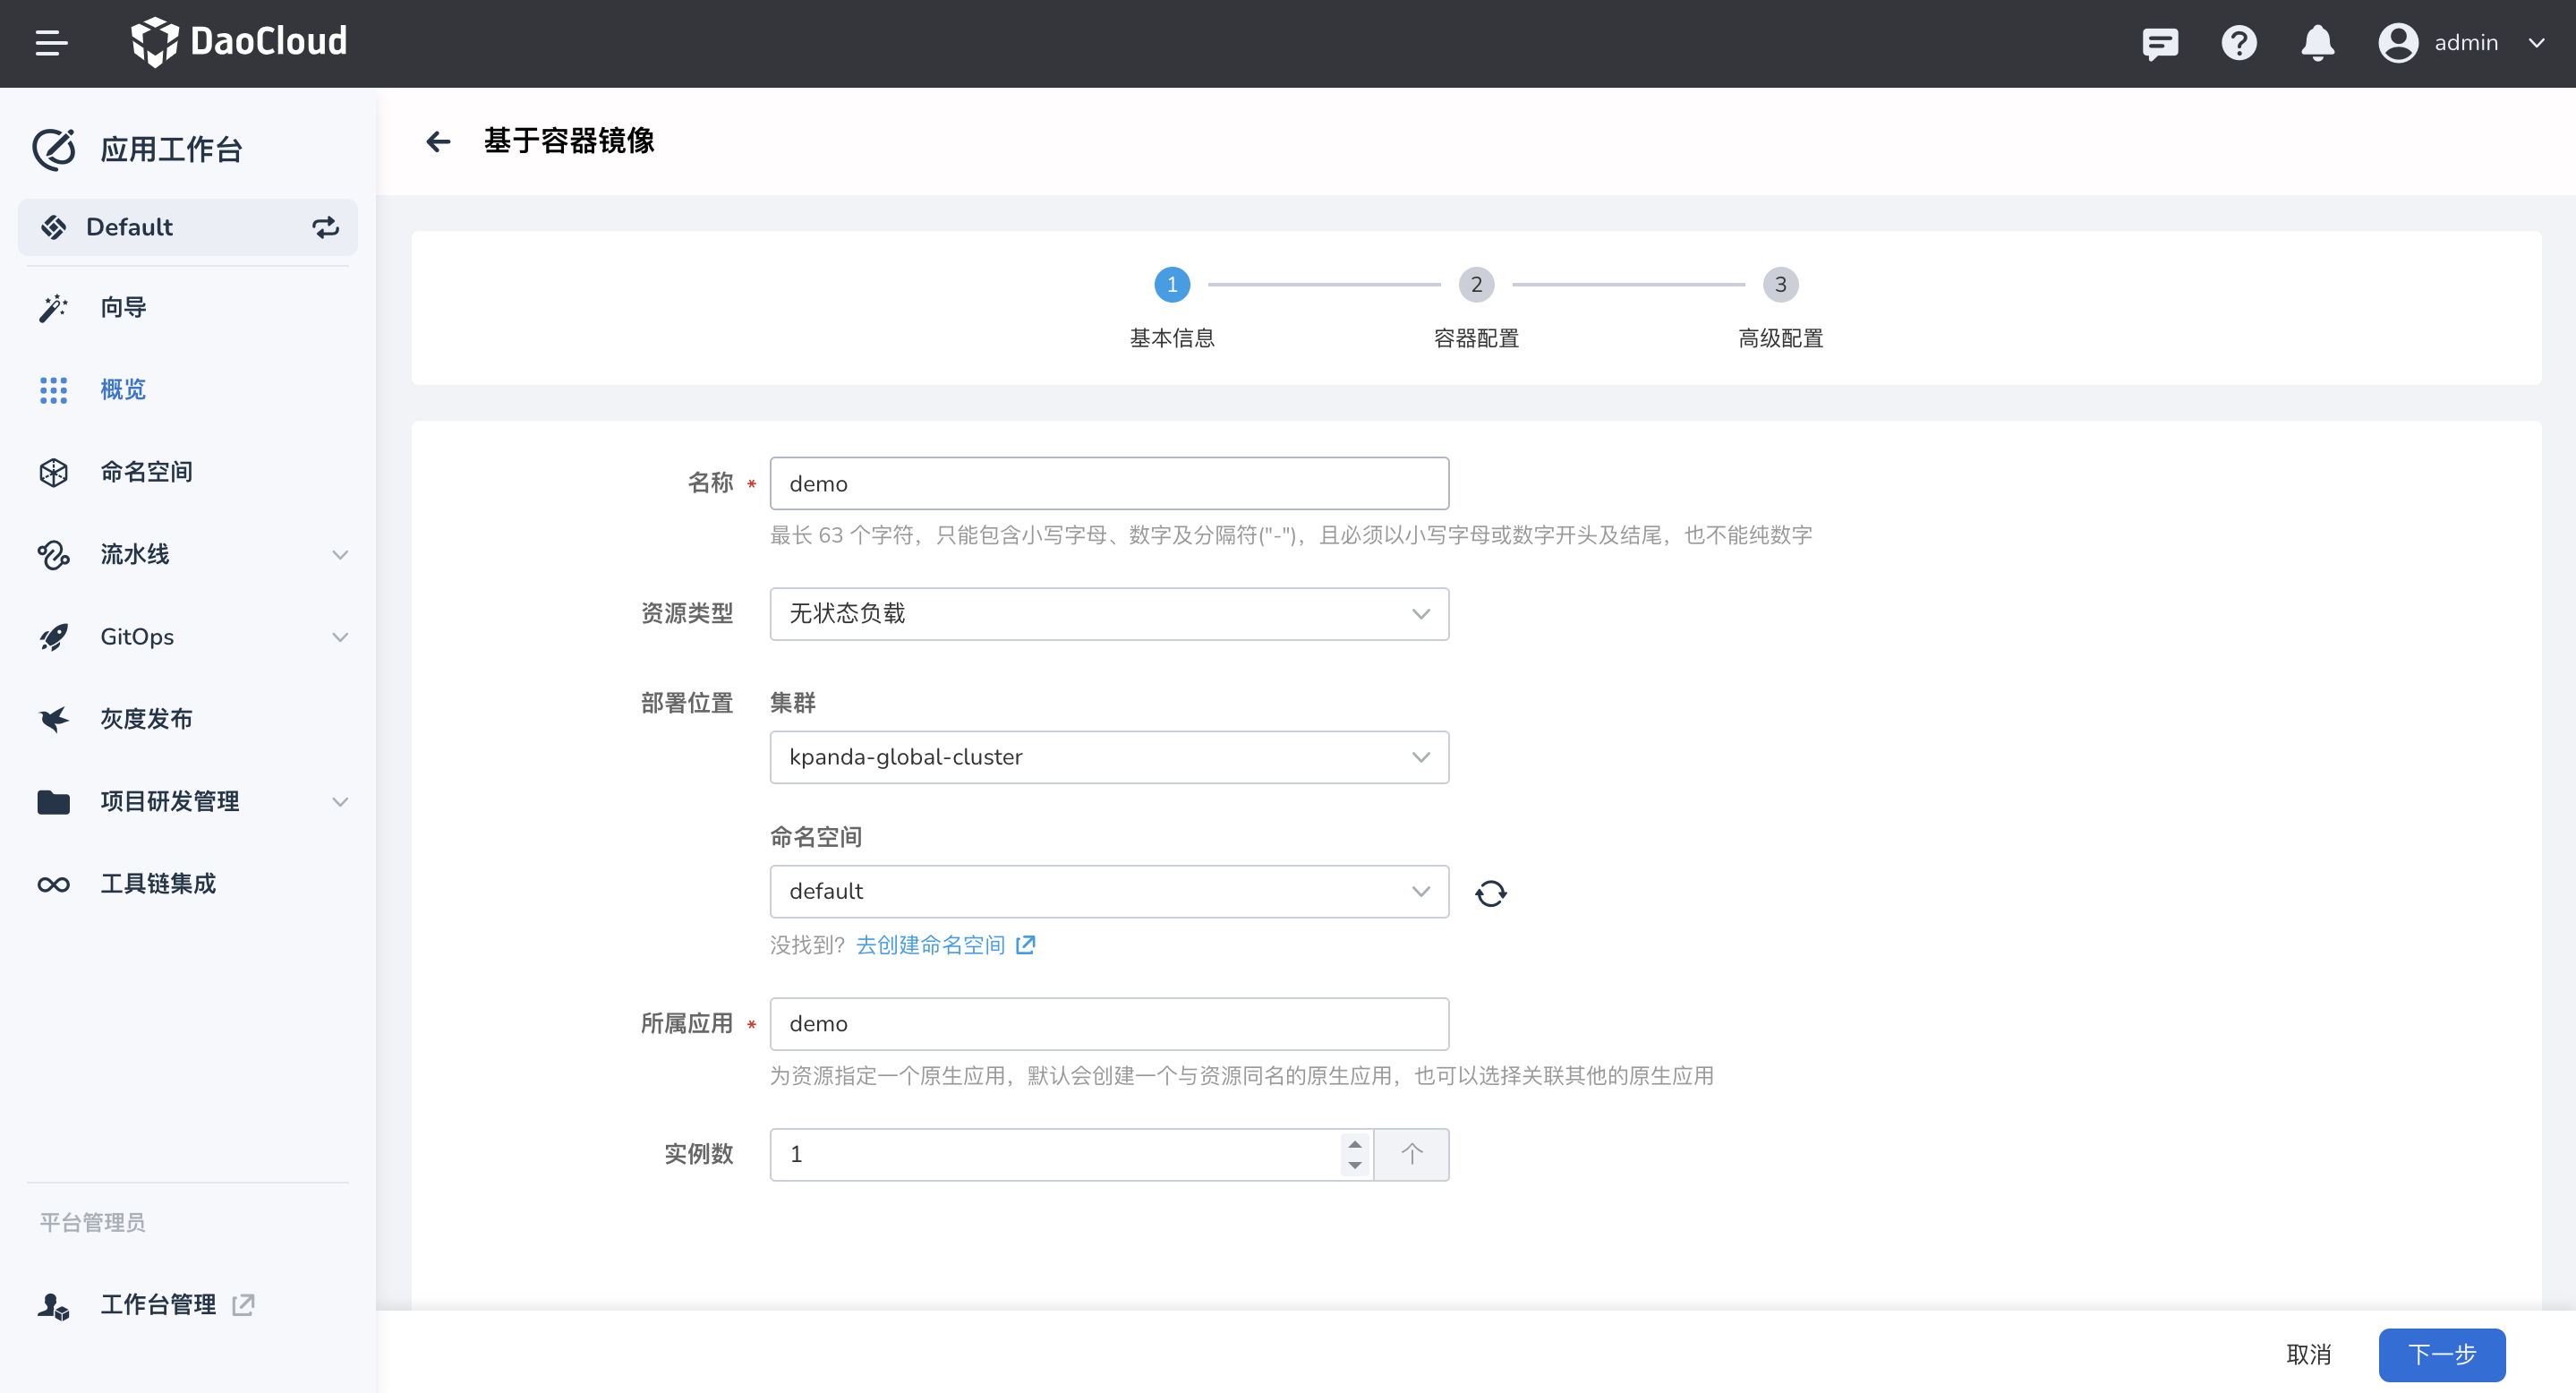 DaoCloud
admin
应用工作台
Default
向导
概览
命名空间
流水线
GitOps
灰度发布
项目研发管理
工具链集成
平台管理员
工作台管理
基于容器镜像
1
2
3
基本信息
容器配置
高级配置
名称 *
demo
最长 63 个字符，只能包含小写字母、数字及分隔符("-")，且必须以小写字母或数字开头及结尾，也不能纯数字
资源类型
无状态负载
部署位置
集群
kpanda-global-cluster
命名空间
default
没找到？去创建命名空间
所属应用 *
demo
为资源指定一个原生应用，默认会创建一个与资源同名的原生应用，也可以选择关联其他的原生应用
实例数
1
个
取消
下一步